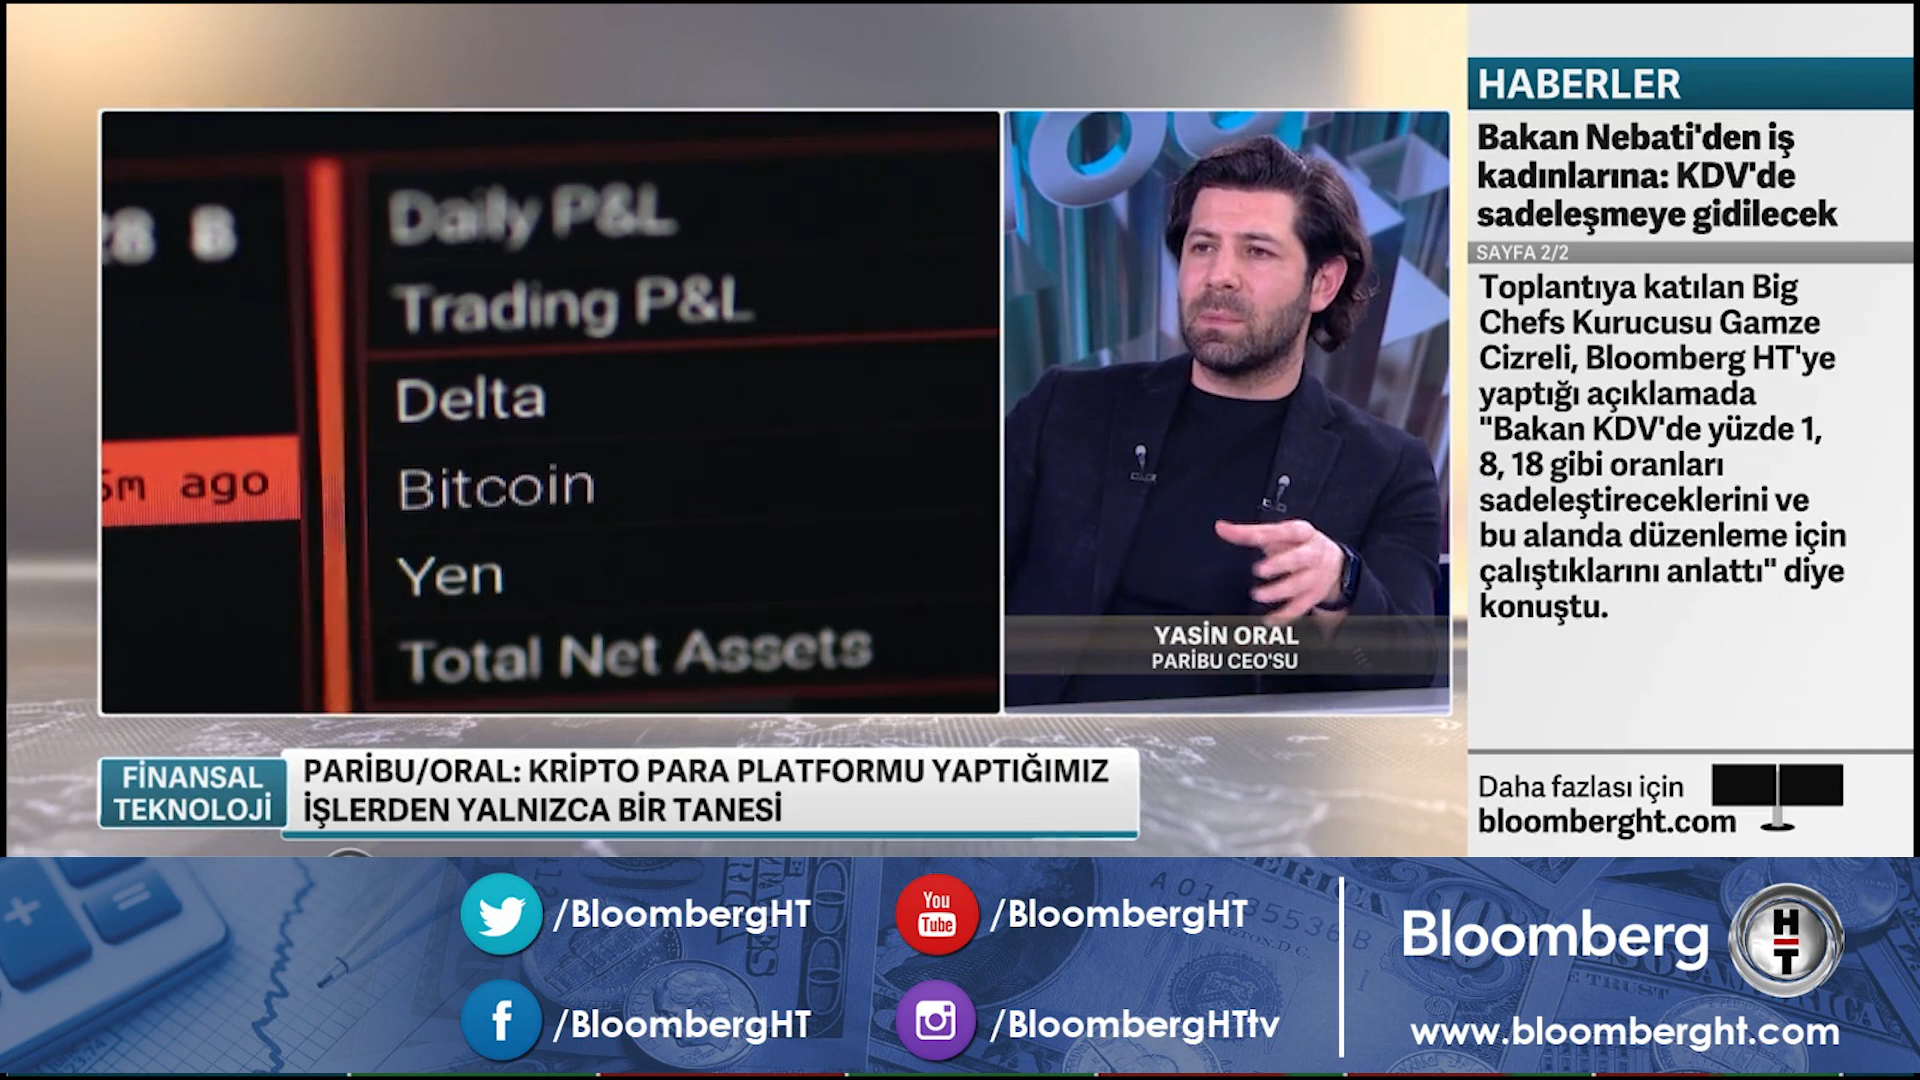 28 B
5m ago
Daily P&L
Trading P&L
Delta
Bitcoin
Yen
Total Net Assets
YASİN ORAL
PARİBU CEO'SU
FİNANSAL
TEKNOLOJİ
PARİBU/ORAL: KRİPTO PARA PLATFORMU YAPTIĞIMIZ
İŞLERDEN YALNIZCA BİR TANESİ
HABERLER
Bakan Nebati'den iş
kadınlarına: KDV'de
sadeleşmeye gidilecek
SAYFA 2/2
Toplantıya katılan Big
Chefs Kurucusu Gamze
Cizreli, Bloomberg HT'ye
yaptığı açıklamada
"Bakan KDV'de yüzde 1,
8, 18 gibi oranları
sadeleştireceklerini ve
bu alanda düzenleme için
çalıştıklarını anlattı" diye
konuştu.
Daha fazlası için
bloomberght.com
/BloombergHT
You
Tube
/BloombergHT
/BloombergHT
/BloombergHTtv
Bloomberg
HT
www.bloomberght.com